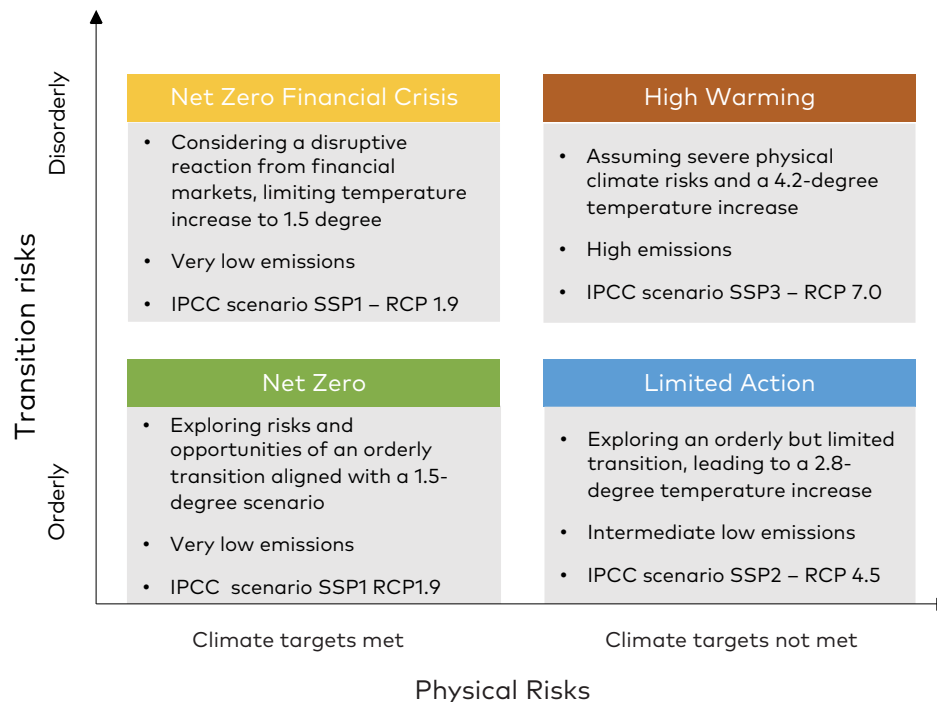 Transition risks
Disorderly
Orderly
Net Zero Financial Crisis
• Considering a disruptive
reaction from financial
markets, limiting temperature
increase to 1.5 degree
• Very low emissions
• IPCC scenario SSP1 – RCP 1.9
High Warming
• Assuming severe physical
climate risks and a 4.2-degree
temperature increase
• High emissions
• IPCC scenario SSP3 – RCP 7.0
Net Zero
• Exploring risks and
opportunities of an orderly
transition aligned with a 1.5-
degree scenario
• Very low emissions
• IPCC scenario SSP1 RCP1.9
Limited Action
• Exploring an orderly but limited
transition, leading to a 2.8-
degree temperature increase
• Intermediate low emissions
• IPCC scenario SSP2 – RCP 4.5
Climate targets met
Climate targets not met
Physical Risks